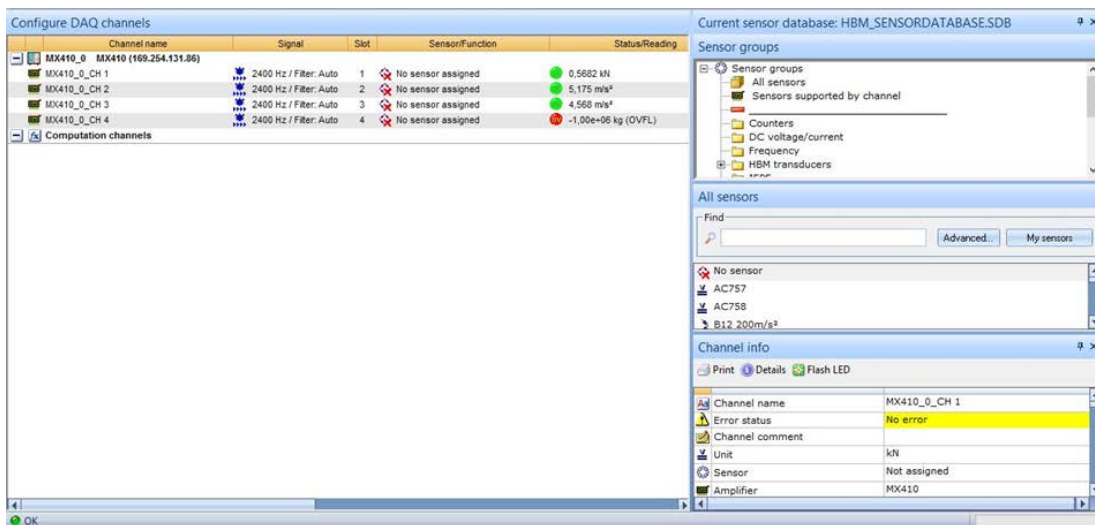 Configure DAQ channels
Channel name Signal Slot Sensor/Function Status/Reading
MX410_0 MX410 (169.254.131.86)
MX410_0_CH 1 2400 Hz / Filter: Auto 1 No sensor assigned 0,5682 kN
MX410_0_CH 2 2400 Hz / Filter: Auto 2 No sensor assigned 5,175 m/s²
MX410_0_CH 3 2400 Hz / Filter: Auto 3 No sensor assigned 4,568 m/s²
MX410_0_CH 4 2400 Hz / Filter: Auto 4 No sensor assigned -1,00e+06 kg (OVFL)
Computation channels
Current sensor database: HBM_SENSORDATABASE.SDB
Sensor groups
Sensor groups
All sensors
Sensors supported by channel
Counters
DC voltage/current
Frequency
HBM transducers
All sensors
Find
Advanced... My sensors
No sensor
AC757
AC758
B12 200m/s²
Channel info
Print Details Flash LED
Channel name MX410_0_CH 1
Error status No error
Channel comment
Unit kN
Sensor Not assigned
Amplifier MX410
OK